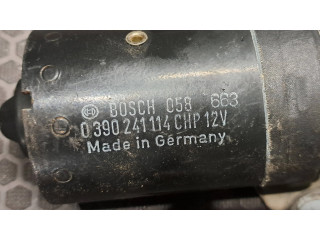 BOSCH 058 663
0 390 241 114 CHP 12V
Made in Germany